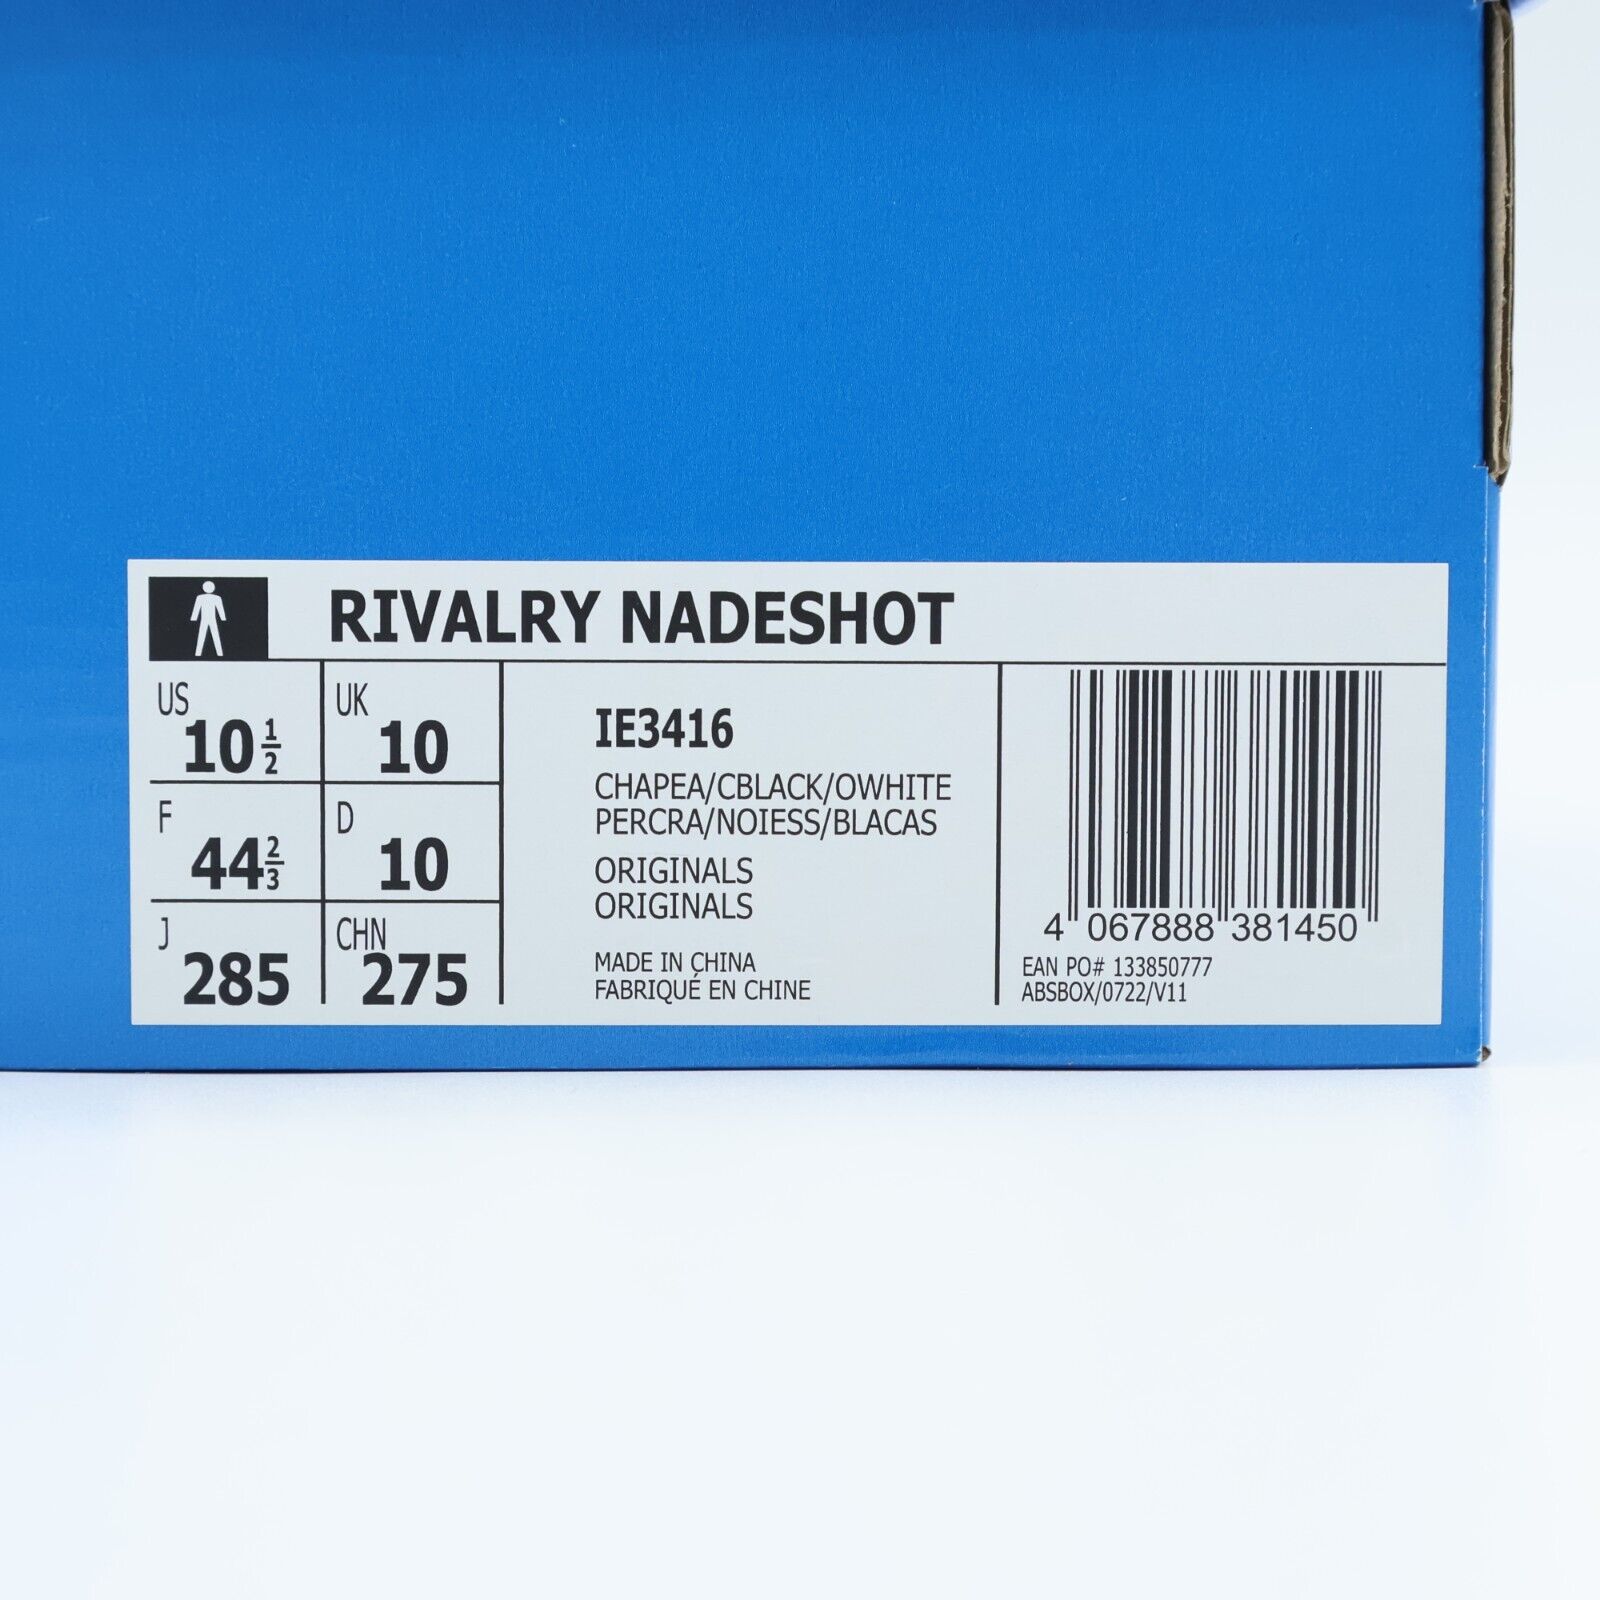 RIVALRY NADESHOT
US
10 1/2
UK
10
F
44 2/3
D
10
J
285
CHN
275
IE3416
CHAPEA/CBLACK/OWHITE
PERCRA/NOIESS/BLACAS
ORIGINALS
ORIGINALS
MADE IN CHINA
FABRIQUÉ EN CHINE
4 067888 381450
EAN PO# 133850777
ABSBOX/0722/V11